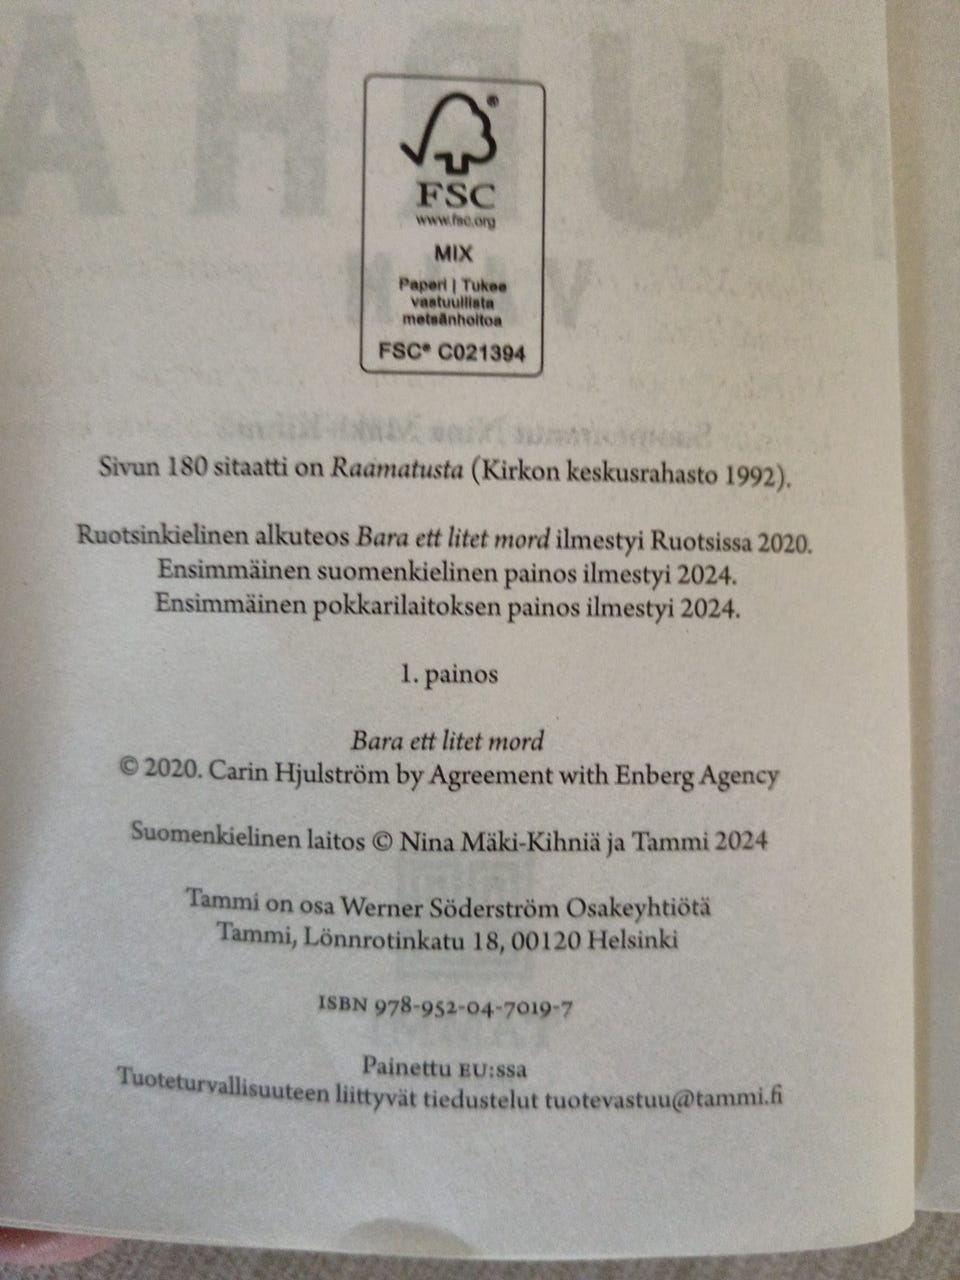 FSC®
www.fsc.org
MIX
Paperi | Tukee
vastuullista
metsänhoitoa
FSC® C021394
Sivun 180 sitaatti on Raamatusta (Kirkon keskusrahasto 1992).
Ruotsinkielinen alkuteos Bara ett litet mord ilmestyi Ruotsissa 2020.
Ensimmäinen suomenkielinen painos ilmestyi 2024.
Ensimmäinen pokkarilaitoksen painos ilmestyi 2024.
1. painos
Bara ett litet mord
© 2020. Carin Hjulström by Agreement with Enberg Agency
Suomenkielinen laitos © Nina Mäki-Kihniä ja Tammi 2024
Tammi on osa Werner Söderström Osakeyhtiötä
Tammi, Lönnrotinkatu 18, 00120 Helsinki
ISBN 978-952-04-7019-7
Painettu EU:ssa
Tuoteturvallisuuteen liittyvät tiedustelut tuotevastuu@tammi.fi